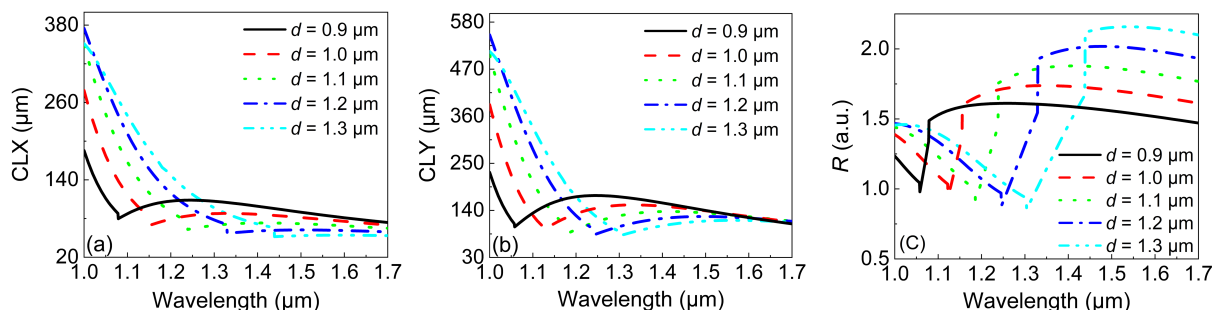 380
260
140
20
CLX (μm)
d = 0.9 μm
d = 1.0 μm
d = 1.1 μm
d = 1.2 μm
d = 1.3 μm
(a)
1.0 1.1 1.2 1.3 1.4 1.5 1.6 1.7
Wavelength (μm)
580
470
360
250
140
30
CLY (μm)
d = 0.9 μm
d = 1.0 μm
d = 1.1 μm
d = 1.2 μm
d = 1.3 μm
(b)
1.0 1.1 1.2 1.3 1.4 1.5 1.6 1.7
Wavelength (μm)
2.0
1.5
1.0
0.5
R (a.u.)
d = 0.9 μm
d = 1.0 μm
d = 1.1 μm
d = 1.2 μm
d = 1.3 μm
(C)
1.0 1.1 1.2 1.3 1.4 1.5 1.6 1.7
Wavelength (μm)